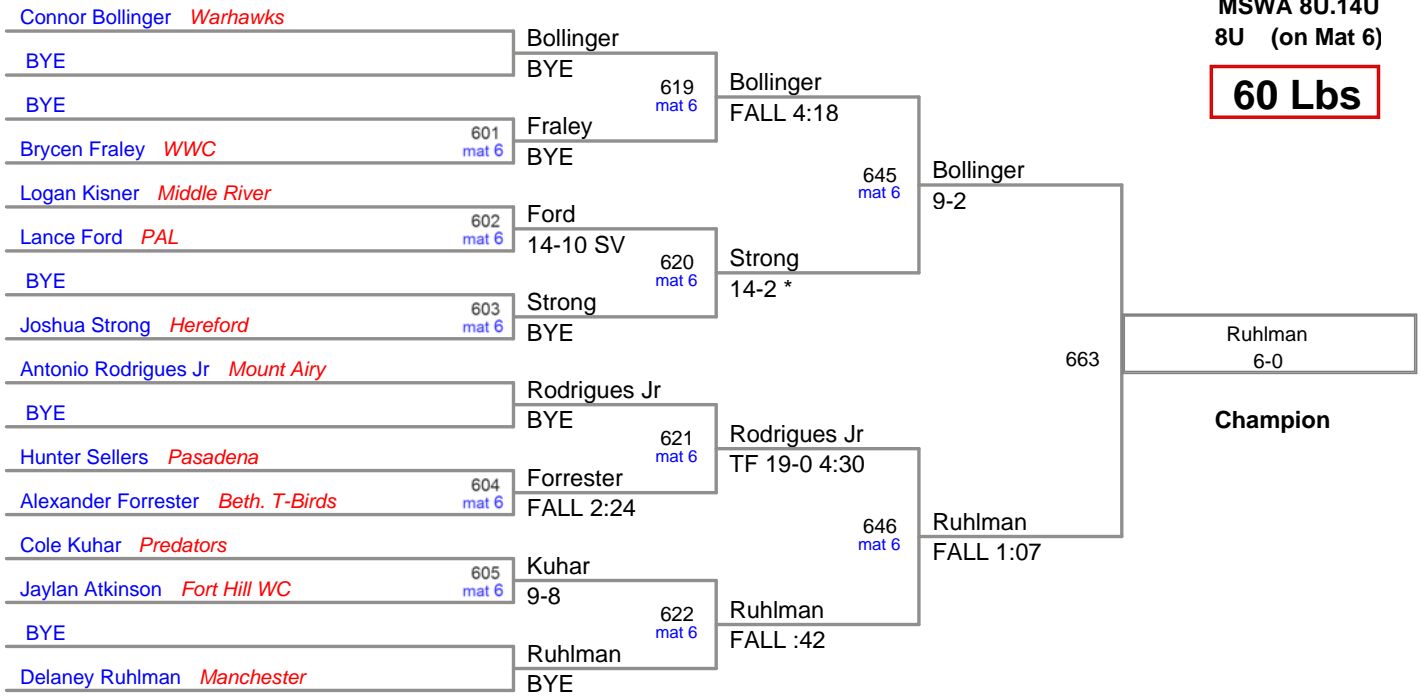 MSWA 8U.14U
8U (on Mat 6)
60 Lbs
Connor Bollinger Warhawks
BYE
BYE
Brycen Fraley WWC
Logan Kisner Middle River
Lance Ford PAL
BYE
Joshua Strong Hereford
Antonio Rodrigues Jr Mount Airy
BYE
Hunter Sellers Pasadena
Alexander Forrester Beth. T-Birds
Cole Kuhar Predators
Jaylan Atkinson Fort Hill WC
BYE
Delaney Ruhlman Manchester
601
mat 6
602
mat 6
603
mat 6
604
mat 6
605
mat 6
Bollinger
BYE
Fraley
BYE
Ford
14-10 SV
Strong
BYE
Rodrigues Jr
BYE
Forrester
FALL 2:24
Kuhar
9-8
Ruhlman
BYE
619
mat 6
620
mat 6
621
mat 6
622
mat 6
Bollinger
FALL 4:18
Strong
14-2 *
Rodrigues Jr
TF 19-0 4:30
Ruhlman
FALL :42
645
mat 6
646
mat 6
Bollinger
9-2
Ruhlman
FALL 1:07
663
Ruhlman
6-0
Champion